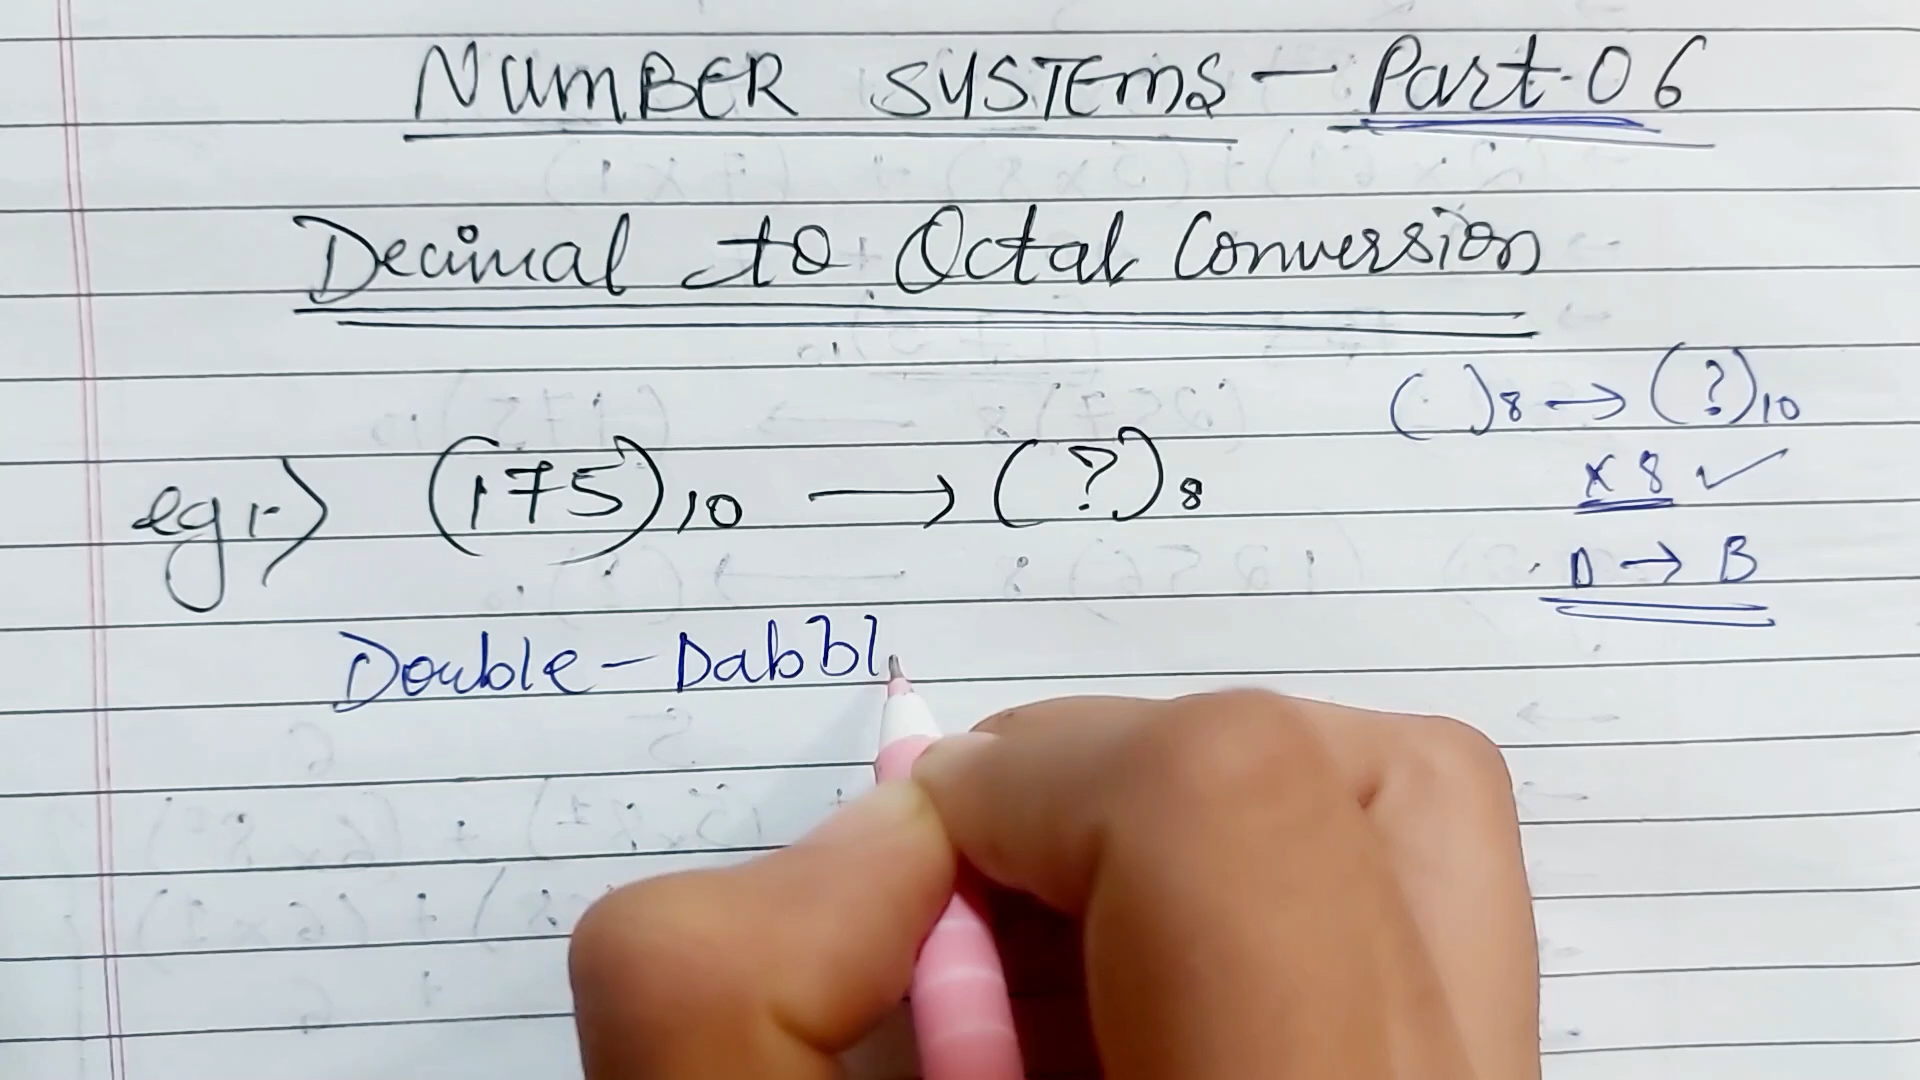 NUMBER SYSTEMS - Part-06
Decimal to Octal Conversion
( )8 → (?)10
eg:-) (175)10 → (?)8
x 8 ✓
D → B
Double - Dabbl